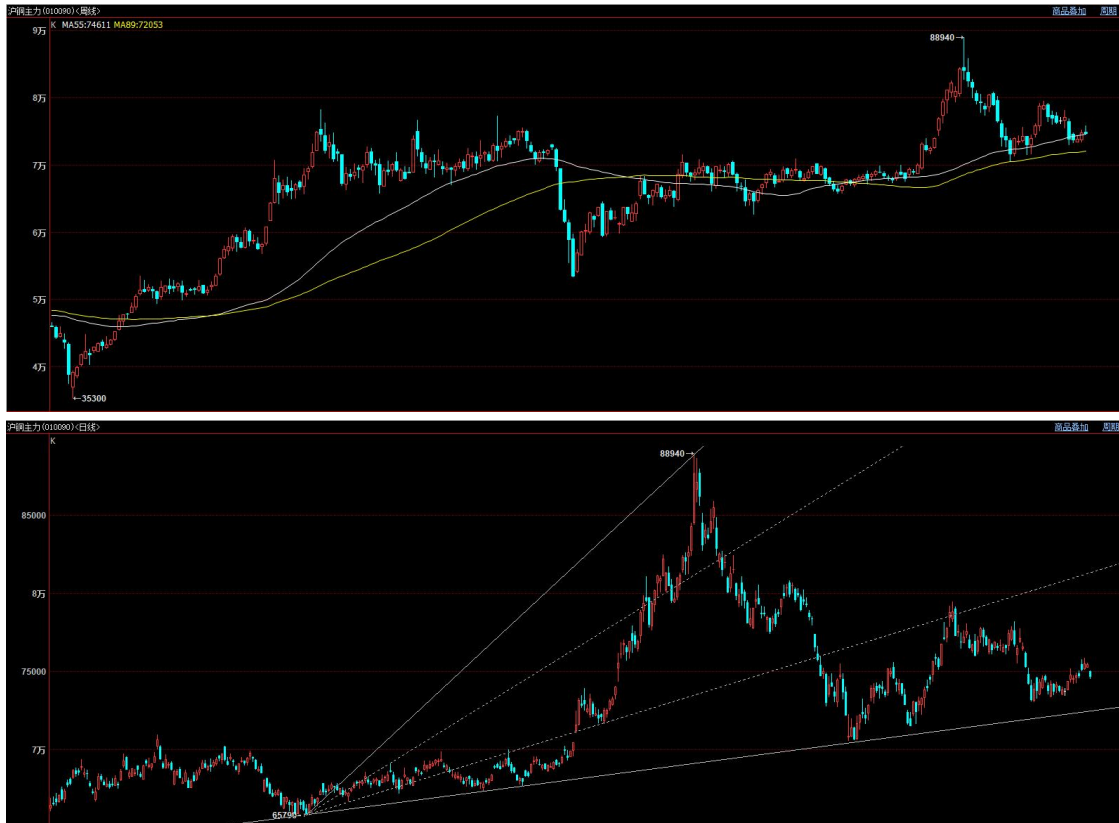 沪铜主力(010090)<周线> 商品叠加 周期
K MA55:74611 MA89:72053
9万
88940→
8万
7万
6万
5万
4万
←35300
沪铜主力(010090)<日线> 商品叠加 周期
K
88940→
85000
8万
75000
7万
65790